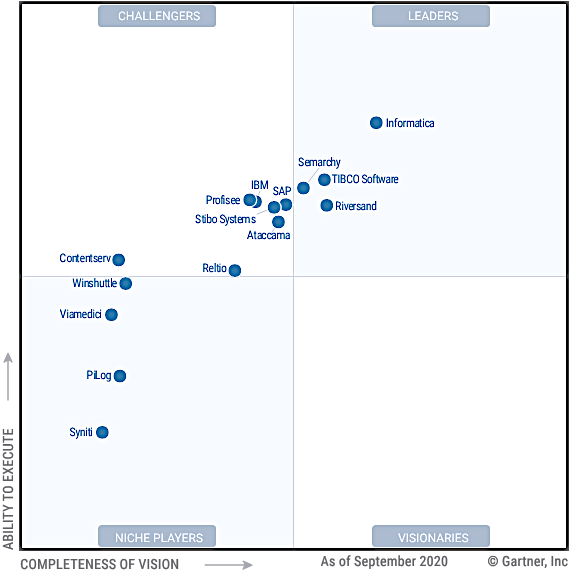 CHALLENGERS
LEADERS
Informatica
Semarchy
TIBCO Software
IBM
SAP
Profisee
Riversand
Stibo Systems
Ataccama
Contentserv
Reltio
Winshuttle
Viamedici
PiLog
Syniti
ABILITY TO EXECUTE
NICHE PLAYERS
VISIONARIES
COMPLETENESS OF VISION
As of September 2020
© Gartner, Inc